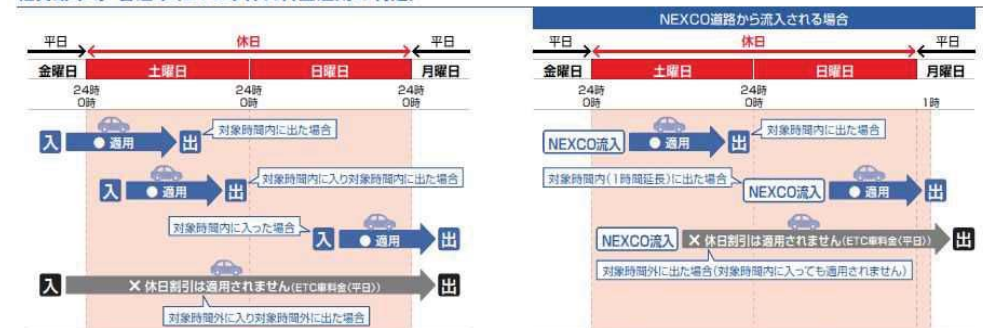 NEXCO道路から流入される場合
平日
休日
平日
金曜日
土曜日
日曜日
月曜日
24時
0時
24時
0時
24時
0時
入
● 適用
出
対象時間内に出た場合
入
● 適用
出
対象時間内に入り対象時間内に出た場合
対象時間内に入った場合
入
● 適用
出
入
× 休日割引は適用されません(ETC車料金(平日))
出
対象時間外に入り対象時間外に出た場合
平日
休日
平日
金曜日
土曜日
日曜日
月曜日
24時
0時
24時
0時
1時
NEXCO流入
● 適用
出
対象時間内に出た場合
対象時間内(1時間延長)に出た場合
NEXCO流入
● 適用
出
NEXCO流入
× 休日割引は適用されません(ETC車料金(平日))
出
対象時間外に出た場合(対象時間内に入っても適用されません)